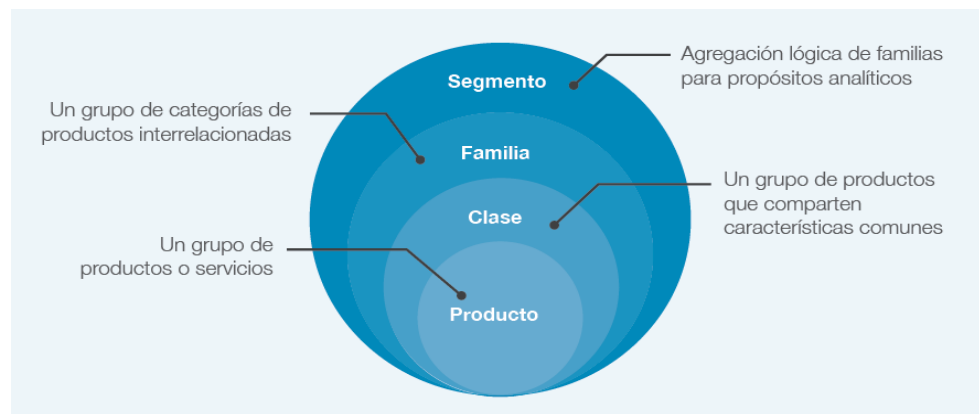 Segmento
Agregación lógica de familias
para propósitos analíticos
Un grupo de categorías de
productos interrelacionadas
Familia
Un grupo de productos
que comparten
características comunes
Clase
Un grupo de
productos o servicios
Producto